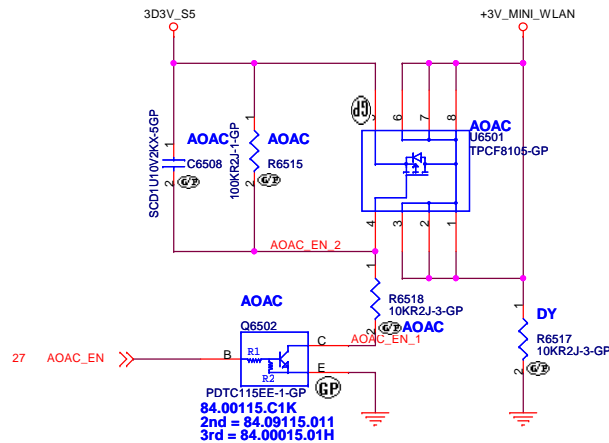 3D3V_S5
+3V_MINI_WLAN
GP
5
6
7
8
AOAC
U6501
TPCF8105-GP
1
AOAC
C6508
2
G/P
SCD1U10V2KX-5GP
1
AOAC
R6515
2
G/P
100KR2J-1-GP
4
3
2
1
AOAC_EN_2
1
R6518
10KR2J-3-GP
2
G/P
AOAC
AOAC_EN_1
1
DY
R6517
10KR2J-3-GP
2
G/P
AOAC
Q6502
27 AOAC_EN
B
R1
R2
C
E
GP
PDTC115EE-1-GP
84.00115.C1K
2nd = 84.09115.011
3rd = 84.00015.01H